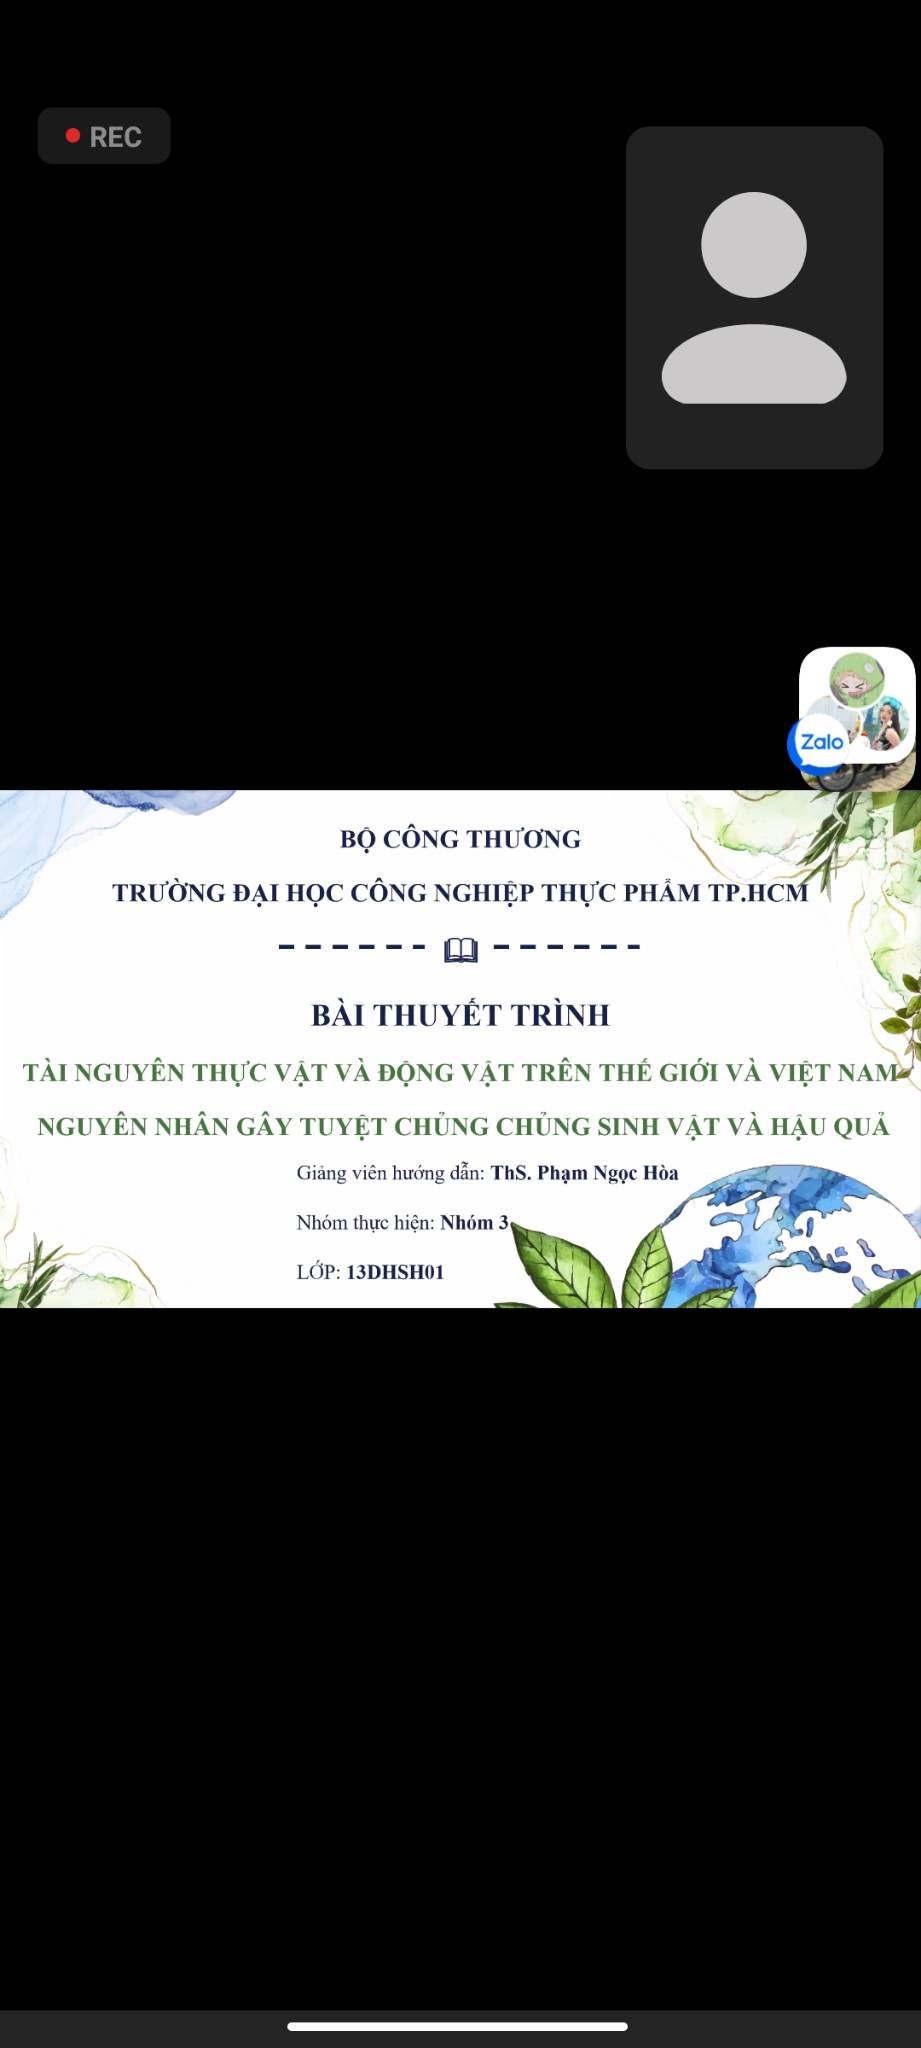 REC
Zalo
BỘ CÔNG THƯƠNG
TRƯỜNG ĐẠI HỌC CÔNG NGHIỆP THỰC PHẨM TP.HCM
BÀI THUYẾT TRÌNH
TÀI NGUYÊN THỰC VẬT VÀ ĐỘNG VẬT TRÊN THẾ GIỚI VÀ VIỆT NAM
NGUYÊN NHÂN GÂY TUYỆT CHỦNG CHỦNG SINH VẬT VÀ HẬU QUẢ
Giảng viên hướng dẫn: ThS. Phạm Ngọc Hòa
Nhóm thực hiện: Nhóm 3
LỚP: 13DHSH01